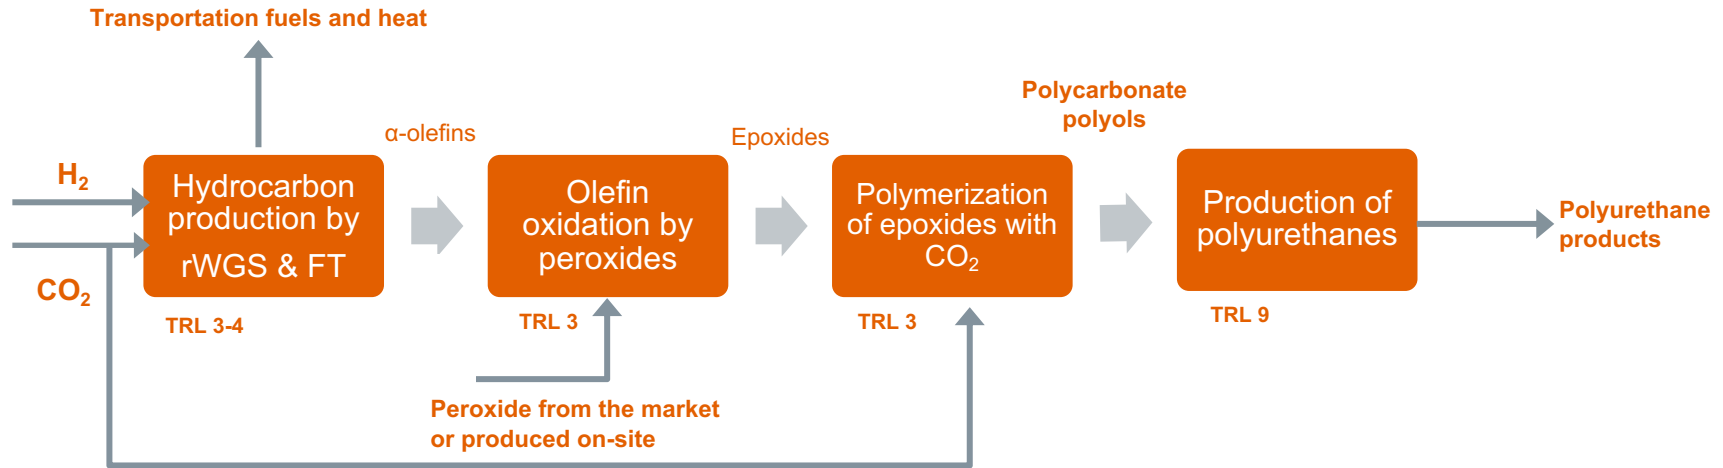 Transportation fuels and heat
H₂
CO₂
Hydrocarbon
production by
rWGS & FT
TRL 3-4
α-olefins
Olefin
oxidation by
peroxides
TRL 3
Peroxide from the market
or produced on-site
Epoxides
Polymerization
of epoxides with
CO₂
TRL 3
Polycarbonate
polyols
Production of
polyurethanes
TRL 9
Polyurethane
products